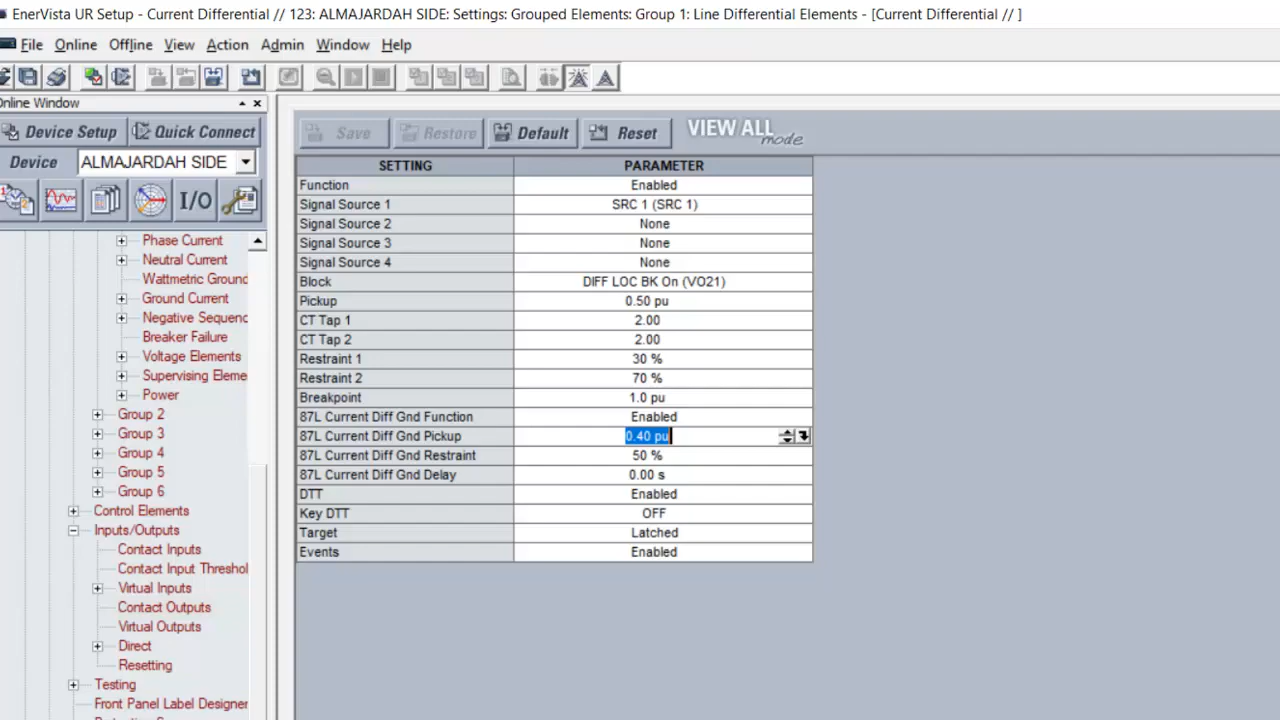 EnerVista UR Setup - Current Differential // 123: ALMAJARDAH SIDE: Settings: Grouped Elements: Group 1: Line Differential Elements - [Current Differential // ]
File Online Offline View Action Admin Window Help
nline Window
Device Setup Quick Connect
Device ALMAJARDAH SIDE
I/O
Phase Current
Neutral Current
Wattmetric Ground
Ground Current
Negative Sequenc
Breaker Failure
Voltage Elements
Supervising Eleme
Power
Group 2
Group 3
Group 4
Group 5
Group 6
Control Elements
Inputs/Outputs
Contact Inputs
Contact Input Threshol
Virtual Inputs
Contact Outputs
Virtual Outputs
Direct
Resetting
Testing
Front Panel Label Designer
Save Restore Default Reset VIEW ALL mode
SETTING PARAMETER
Function Enabled
Signal Source 1 SRC 1 (SRC 1)
Signal Source 2 None
Signal Source 3 None
Signal Source 4 None
Block DIFF LOC BK On (VO21)
Pickup 0.50 pu
CT Tap 1 2.00
CT Tap 2 2.00
Restraint 1 30 %
Restraint 2 70 %
Breakpoint 1.0 pu
87L Current Diff Gnd Function Enabled
87L Current Diff Gnd Pickup 0.40 pu
87L Current Diff Gnd Restraint 50 %
87L Current Diff Gnd Delay 0.00 s
DTT Enabled
Key DTT OFF
Target Latched
Events Enabled